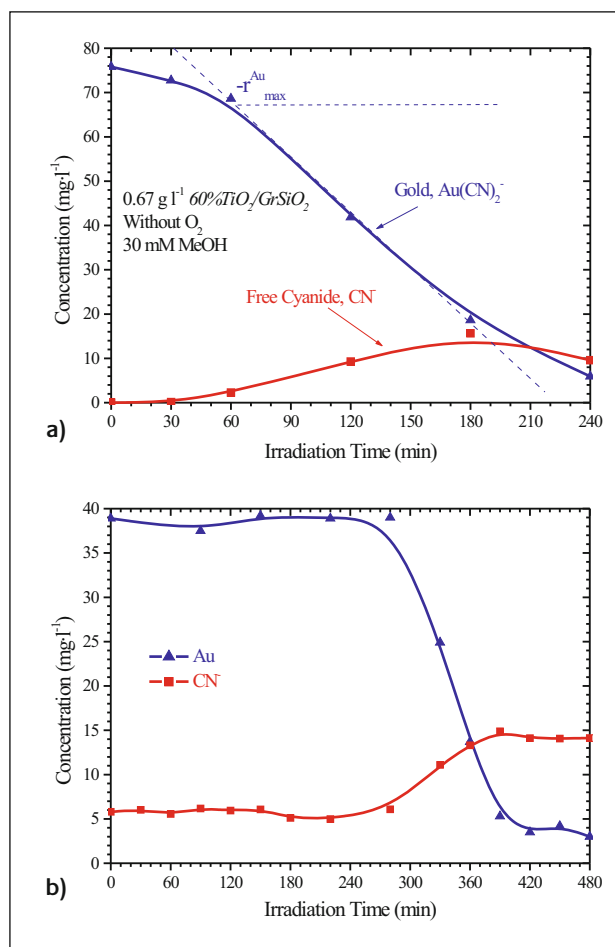 80
70
60
50
40
30
20
10
0
Concentration (mg·l⁻¹)
-r^Au_max
0.67 g l⁻¹ 60%TiO₂/GrSiO₂
Without O₂
30 mM MeOH
Gold, Au(CN)₂⁻
Free Cyanide, CN⁻
0 30 60 90 120 150 180 210 240
a)
Irradiation Time (min)
40
35
30
25
20
15
10
5
0
Concentration (mg·l⁻¹)
Au
CN⁻
0 60 120 180 240 300 360 420 480
b)
Irradiation Time (min)